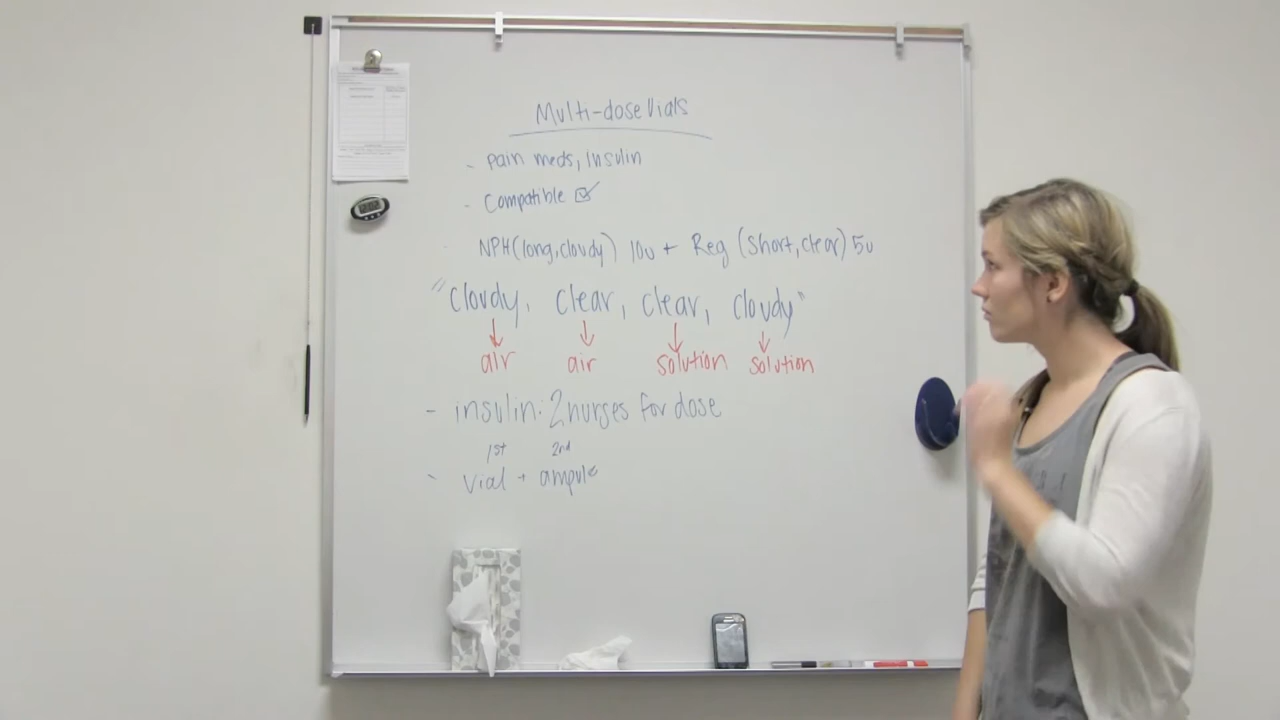 Multi-dose Vials
- pain meds, insulin
- Compatible ☑
- NPH (long, cloudy) 10u + Reg (short, clear) 5u
"cloudy, clear, clear, cloudy"
air air solution solution
- insulin: 2 nurses for dose
1st 2nd
- vial + ampule